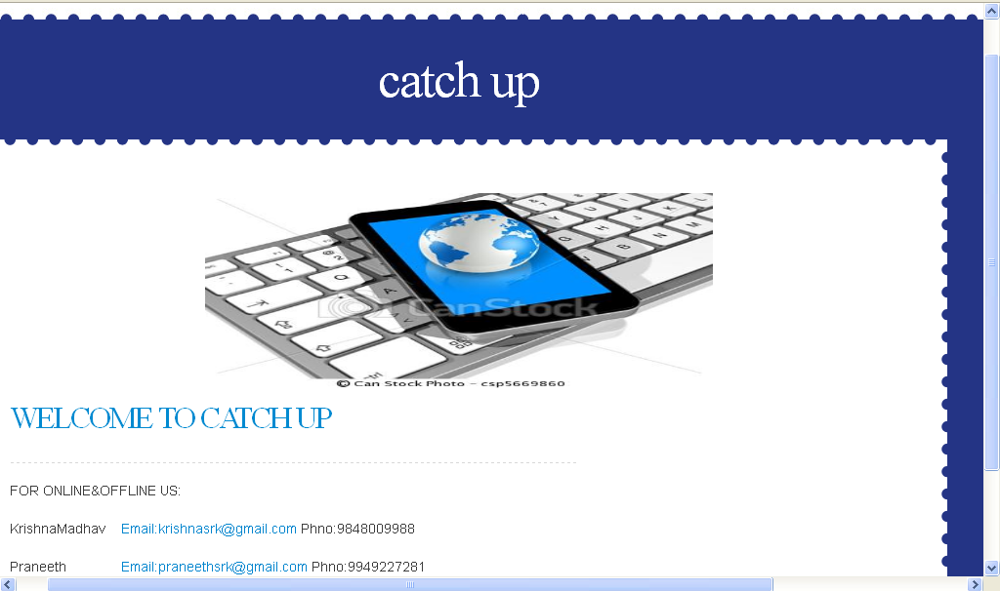 catch up
© CanStock
© Can Stock Photo - csp5669860
WELCOME TO CATCH UP
FOR ONLINE&OFFLINE US:
KrishnaMadhav Email:krishnasrk@gmail.com Phno:9848009988
Praneeth Email:praneethsrk@gmail.com Phno:9949227281